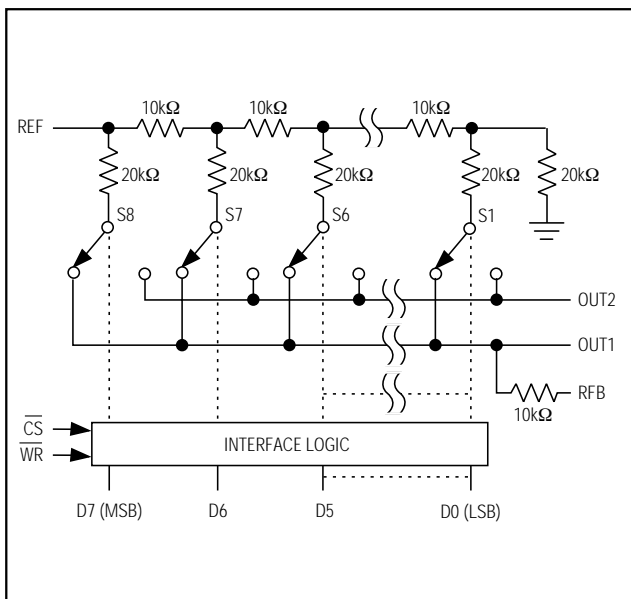 10kΩ 10kΩ 10kΩ
REF
20kΩ 20kΩ 20kΩ 20kΩ 20kΩ
S8 S7 S6 S1
OUT2
OUT1
RFB
10kΩ
CS
WR
INTERFACE LOGIC
D7 (MSB) D6 D5 D0 (LSB)